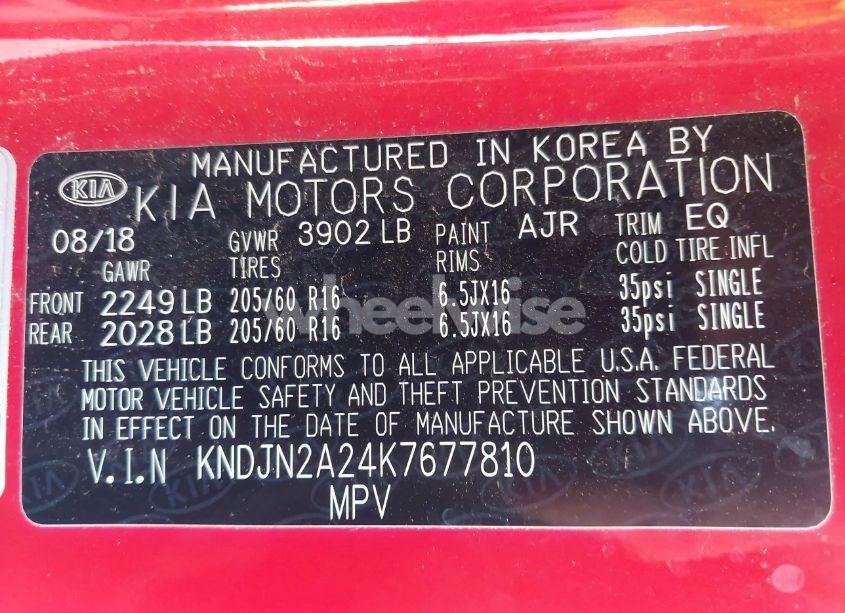 MANUFACTURED IN KOREA BY
KIA KIA MOTORS CORPORATION
08/18 GVWR 3902 LB PAINT AJR TRIM EQ
GAWR TIRES RIMS COLD TIRE INFL
FRONT 2249 LB 205/60 R16 6.5JX16 35psi SINGLE
REAR 2028 LB 205/60 R16 6.5JX16 35psi SINGLE
wheelwise
THIS VEHICLE CONFORMS TO ALL APPLICABLE U.S.A. FEDERAL
MOTOR VEHICLE SAFETY AND THEFT PREVENTION STANDARDS
IN EFFECT ON THE DATE OF MANUFACTURE SHOWN ABOVE.
V.I.N KNDJN2A24K7677810
MPV